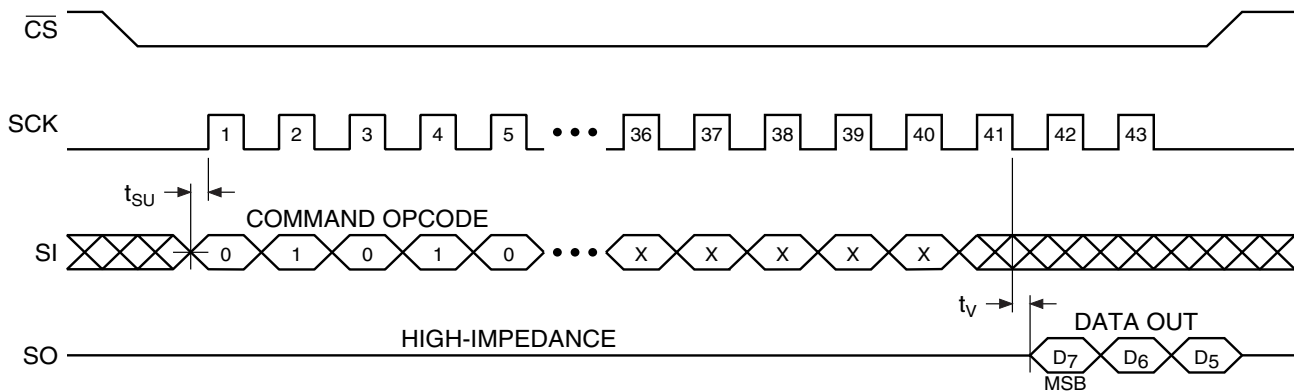 CS
SCK 1 2 3 4 5 ••• 36 37 38 39 40 41 42 43
tSU
COMMAND OPCODE
SI 0 1 0 1 0 ••• X X X X X
tV
HIGH-IMPEDANCE
DATA OUT
SO D7 D6 D5
MSB